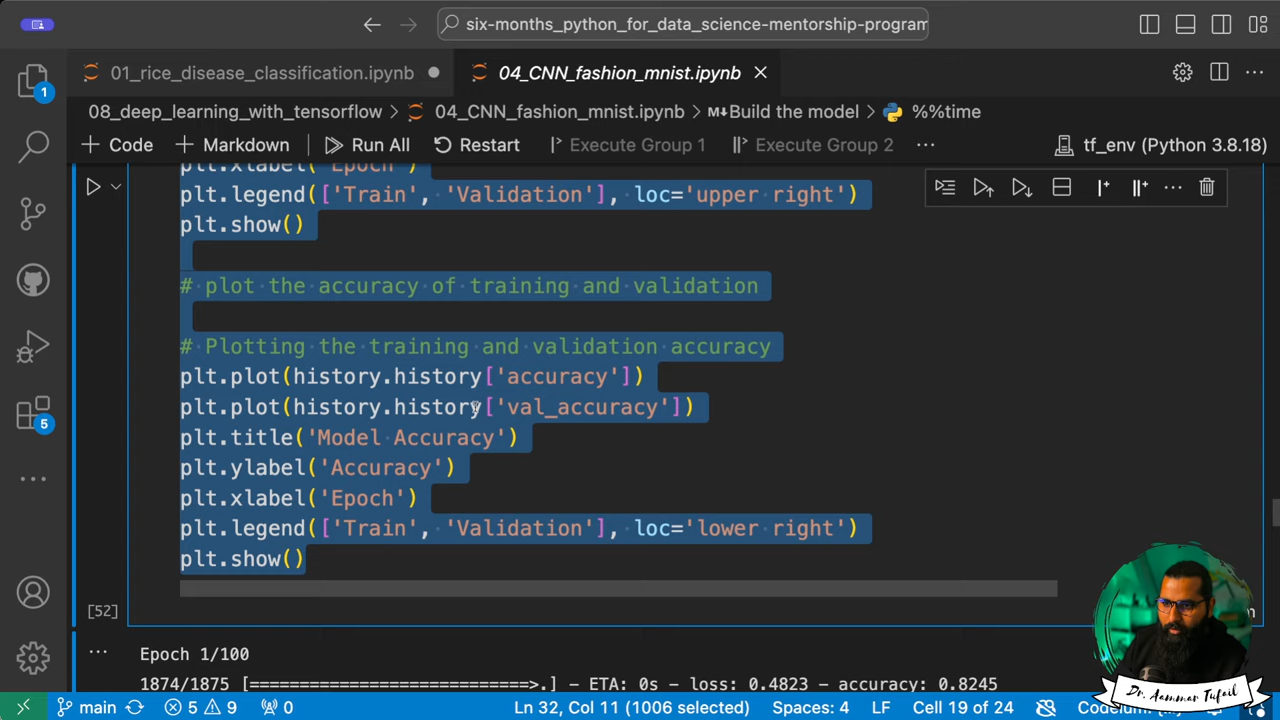 six-months_python_for_data_science-mentorship-program
01_rice_disease_classification.ipynb
04_CNN_fashion_mnist.ipynb
08_deep_learning_with_tensorflow > 04_CNN_fashion_mnist.ipynb > Build the model > %%time
+ Code + Markdown Run All Restart Execute Group 1 Execute Group 2 ... tf_env (Python 3.8.18)
plt.xlabel('Epoch')
plt.legend(['Train', 'Validation'], loc='upper right')
plt.show()
# plot the accuracy of training and validation
# Plotting the training and validation accuracy
plt.plot(history.history['accuracy'])
plt.plot(history.history['val_accuracy'])
plt.title('Model Accuracy')
plt.ylabel('Accuracy')
plt.xlabel('Epoch')
plt.legend(['Train', 'Validation'], loc='lower right')
plt.show()
[52]
Epoch 1/100
1874/1875 [============================>.] - ETA: 0s - loss: 0.4823 - accuracy: 0.8245
1
5
Dr. Aammar Tufail
main 5 9 0 Ln 32, Col 11 (1006 selected) Spaces: 4 LF Cell 19 of 24